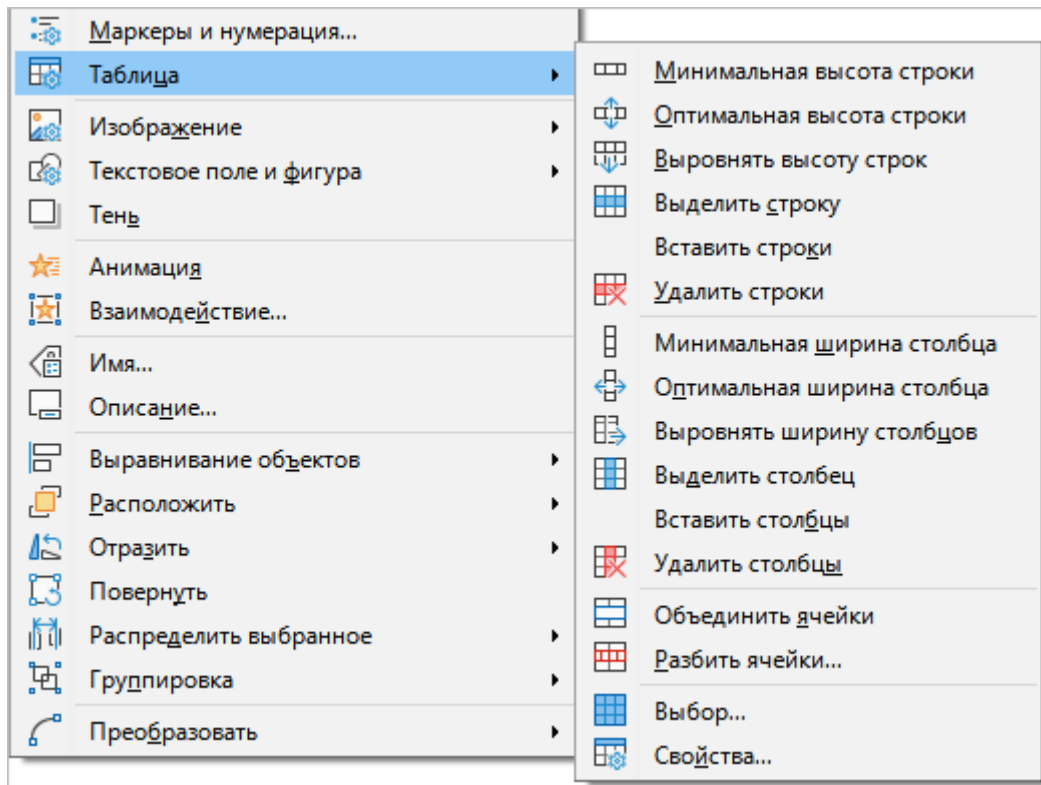 Маркеры и нумерация...
Таблица
Изображение
Текстовое поле и фигура
Тень
Анимация
Взаимодействие...
Имя...
Описание...
Выравнивание объектов
Расположить
Отразить
Повернуть
Распределить выбранное
Группировка
Преобразовать
Минимальная высота строки
Оптимальная высота строки
Выровнять высоту строк
Выделить строку
Вставить строки
Удалить строки
Минимальная ширина столбца
Оптимальная ширина столбца
Выровнять ширину столбцов
Выделить столбец
Вставить столбцы
Удалить столбцы
Объединить ячейки
Разбить ячейки...
Выбор...
Свойства...